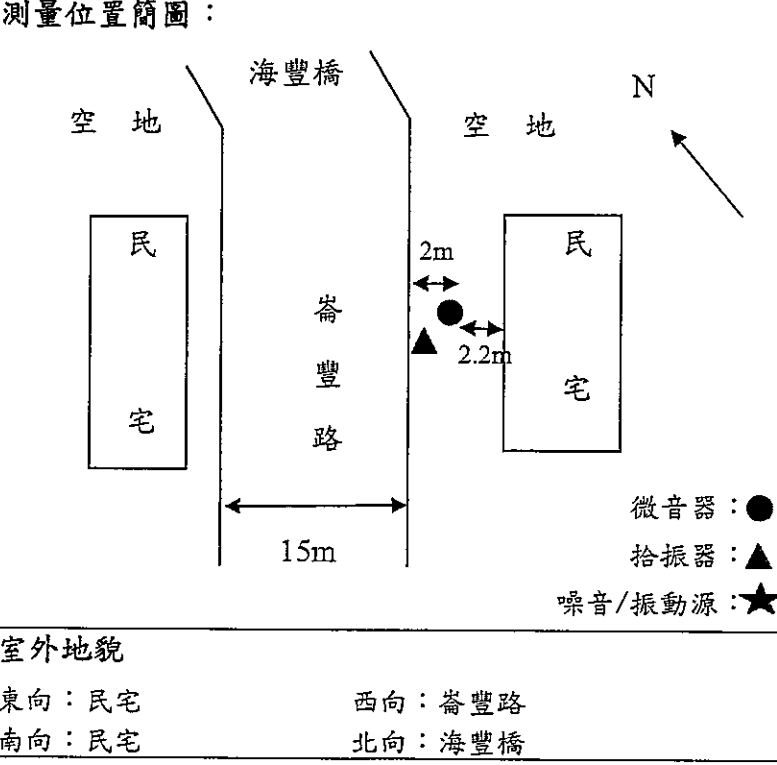 測量位置簡圖：
海豐橋
N
空 地
空 地
民宅
崙豐路
2m
2.2m
民宅
15m
微音器：●
拾振器：▲
噪音/振動源：★
室外地貌
東向：民宅
西向：崙豐路
南向：民宅
北向：海豐橋